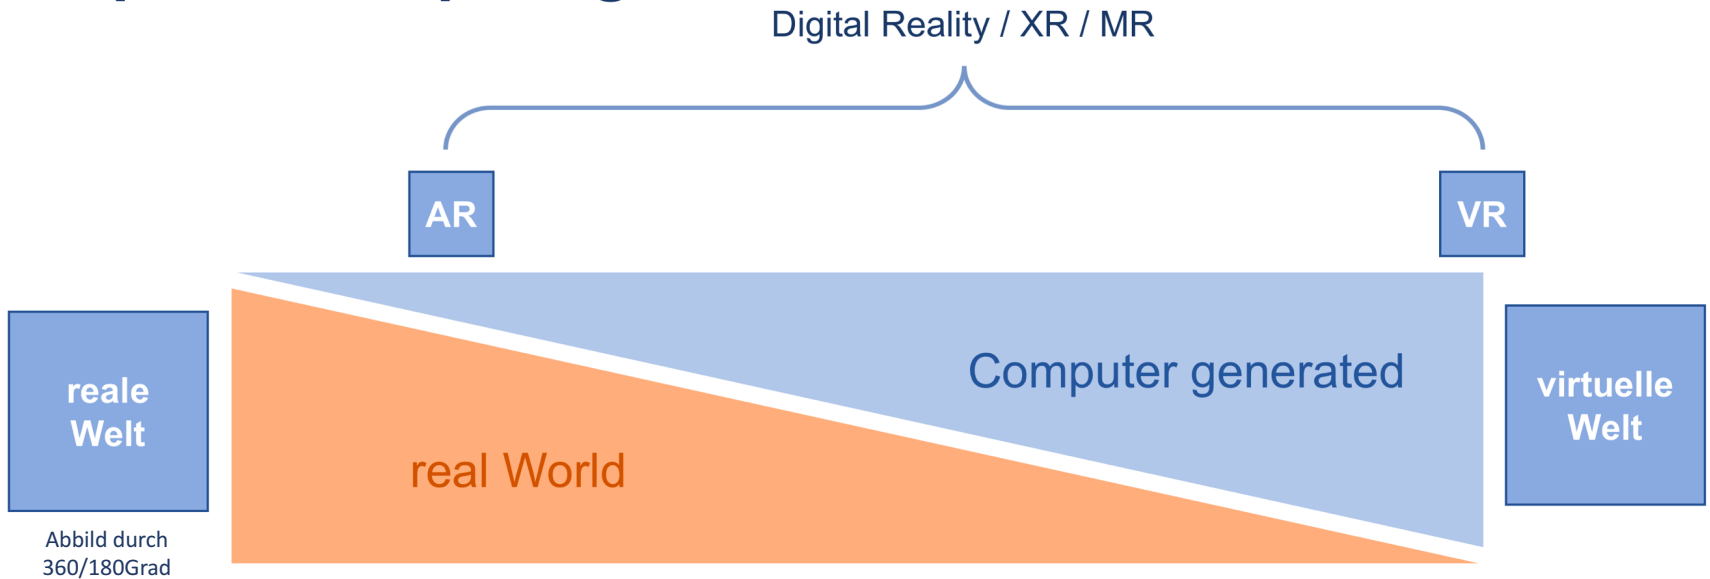 Digital Reality / XR / MR
AR
VR
reale
Welt
Computer generated
real World
virtuelle
Welt
Abbild durch
360/180Grad